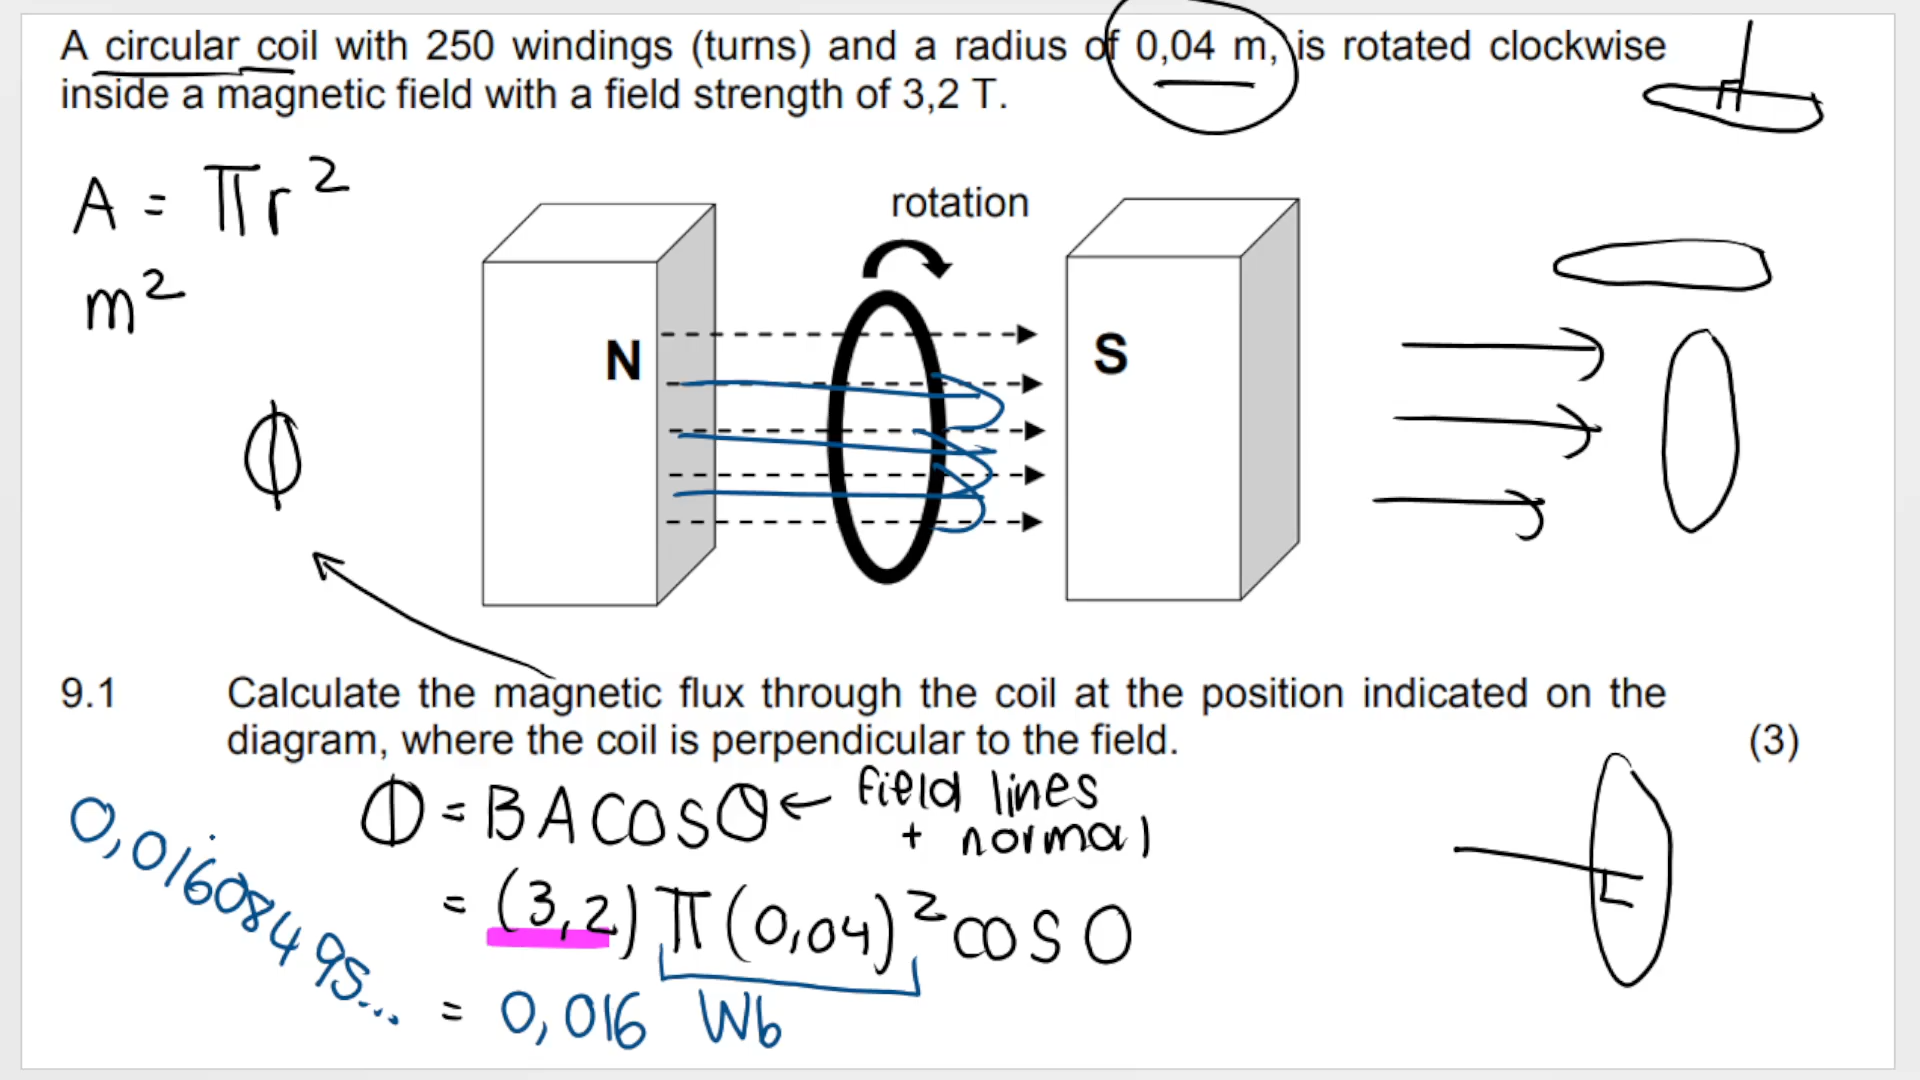 A circular coil with 250 windings (turns) and a radius of 0,04 m, is rotated clockwise
inside a magnetic field with a field strength of 3,2 T.
A = πr²
m²
rotation
N
S
Φ
9.1 Calculate the magnetic flux through the coil at the position indicated on the
diagram, where the coil is perpendicular to the field. (3)
Φ = BAcosθ ← field lines
+ normal
= (3,2) π(0,04)² cos 0
= 0,016 Wb
0,016084 95...